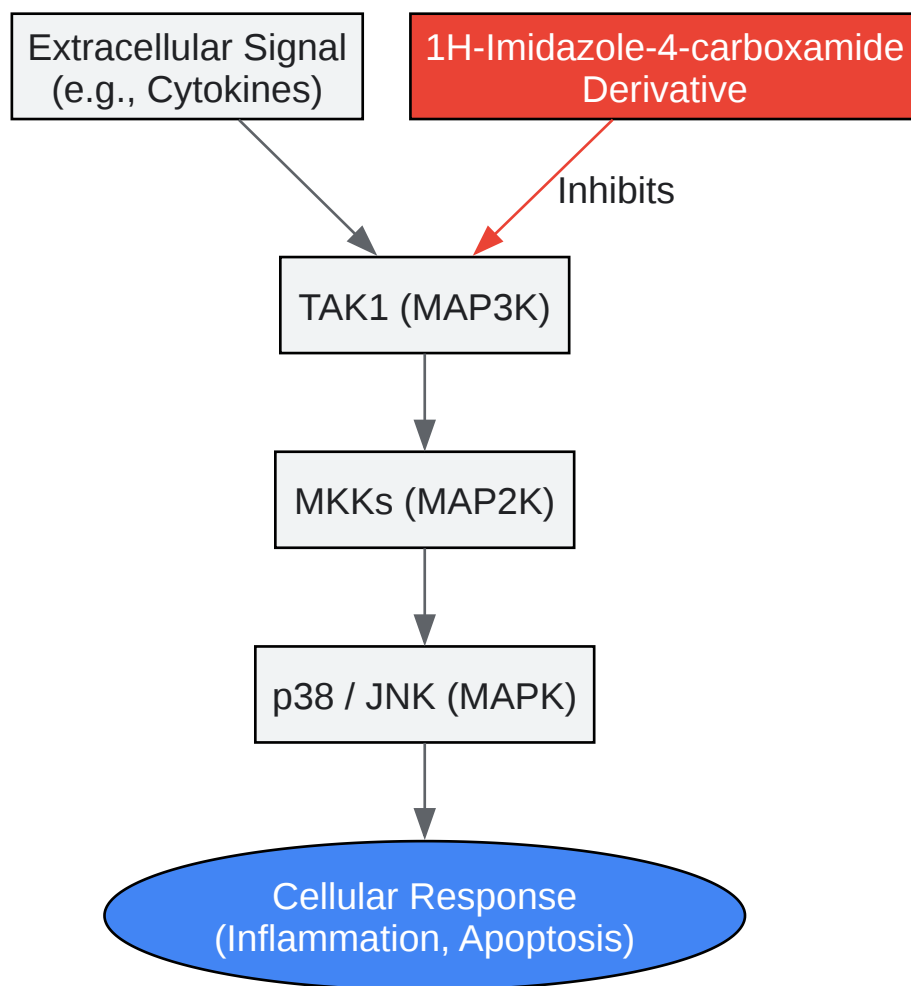 Extracellular Signal
(e.g., Cytokines)
1H-Imidazole-4-carboxamide
Derivative
Inhibits
TAK1 (MAP3K)
MKKs (MAP2K)
p38 / JNK (MAPK)
Cellular Response
(Inflammation, Apoptosis)